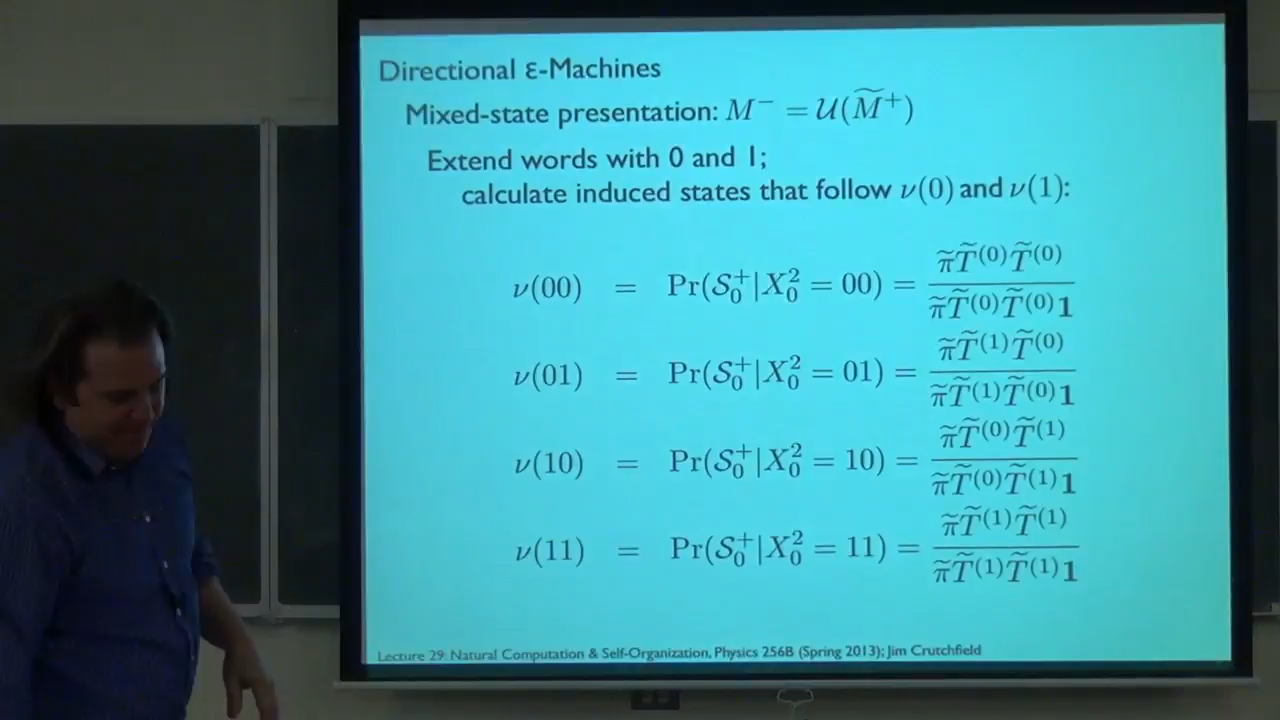 Directional ε-Machines
Mixed-state presentation: M⁻ = 𝒰(M̃⁺)
Extend words with 0 and 1;
calculate induced states that follow ν(0) and ν(1):
ν(00) = Pr(𝒮₀⁺|X₀² = 00) = π̃T̃⁽⁰⁾T̃⁽⁰⁾ / π̃T̃⁽⁰⁾T̃⁽⁰⁾𝟏
ν(01) = Pr(𝒮₀⁺|X₀² = 01) = π̃T̃⁽¹⁾T̃⁽⁰⁾ / π̃T̃⁽¹⁾T̃⁽⁰⁾𝟏
ν(10) = Pr(𝒮₀⁺|X₀² = 10) = π̃T̃⁽⁰⁾T̃⁽¹⁾ / π̃T̃⁽⁰⁾T̃⁽¹⁾𝟏
ν(11) = Pr(𝒮₀⁺|X₀² = 11) = π̃T̃⁽¹⁾T̃⁽¹⁾ / π̃T̃⁽¹⁾T̃⁽¹⁾𝟏
Lecture 29: Natural Computation & Self-Organization, Physics 256B (Spring 2013); Jim Crutchfield